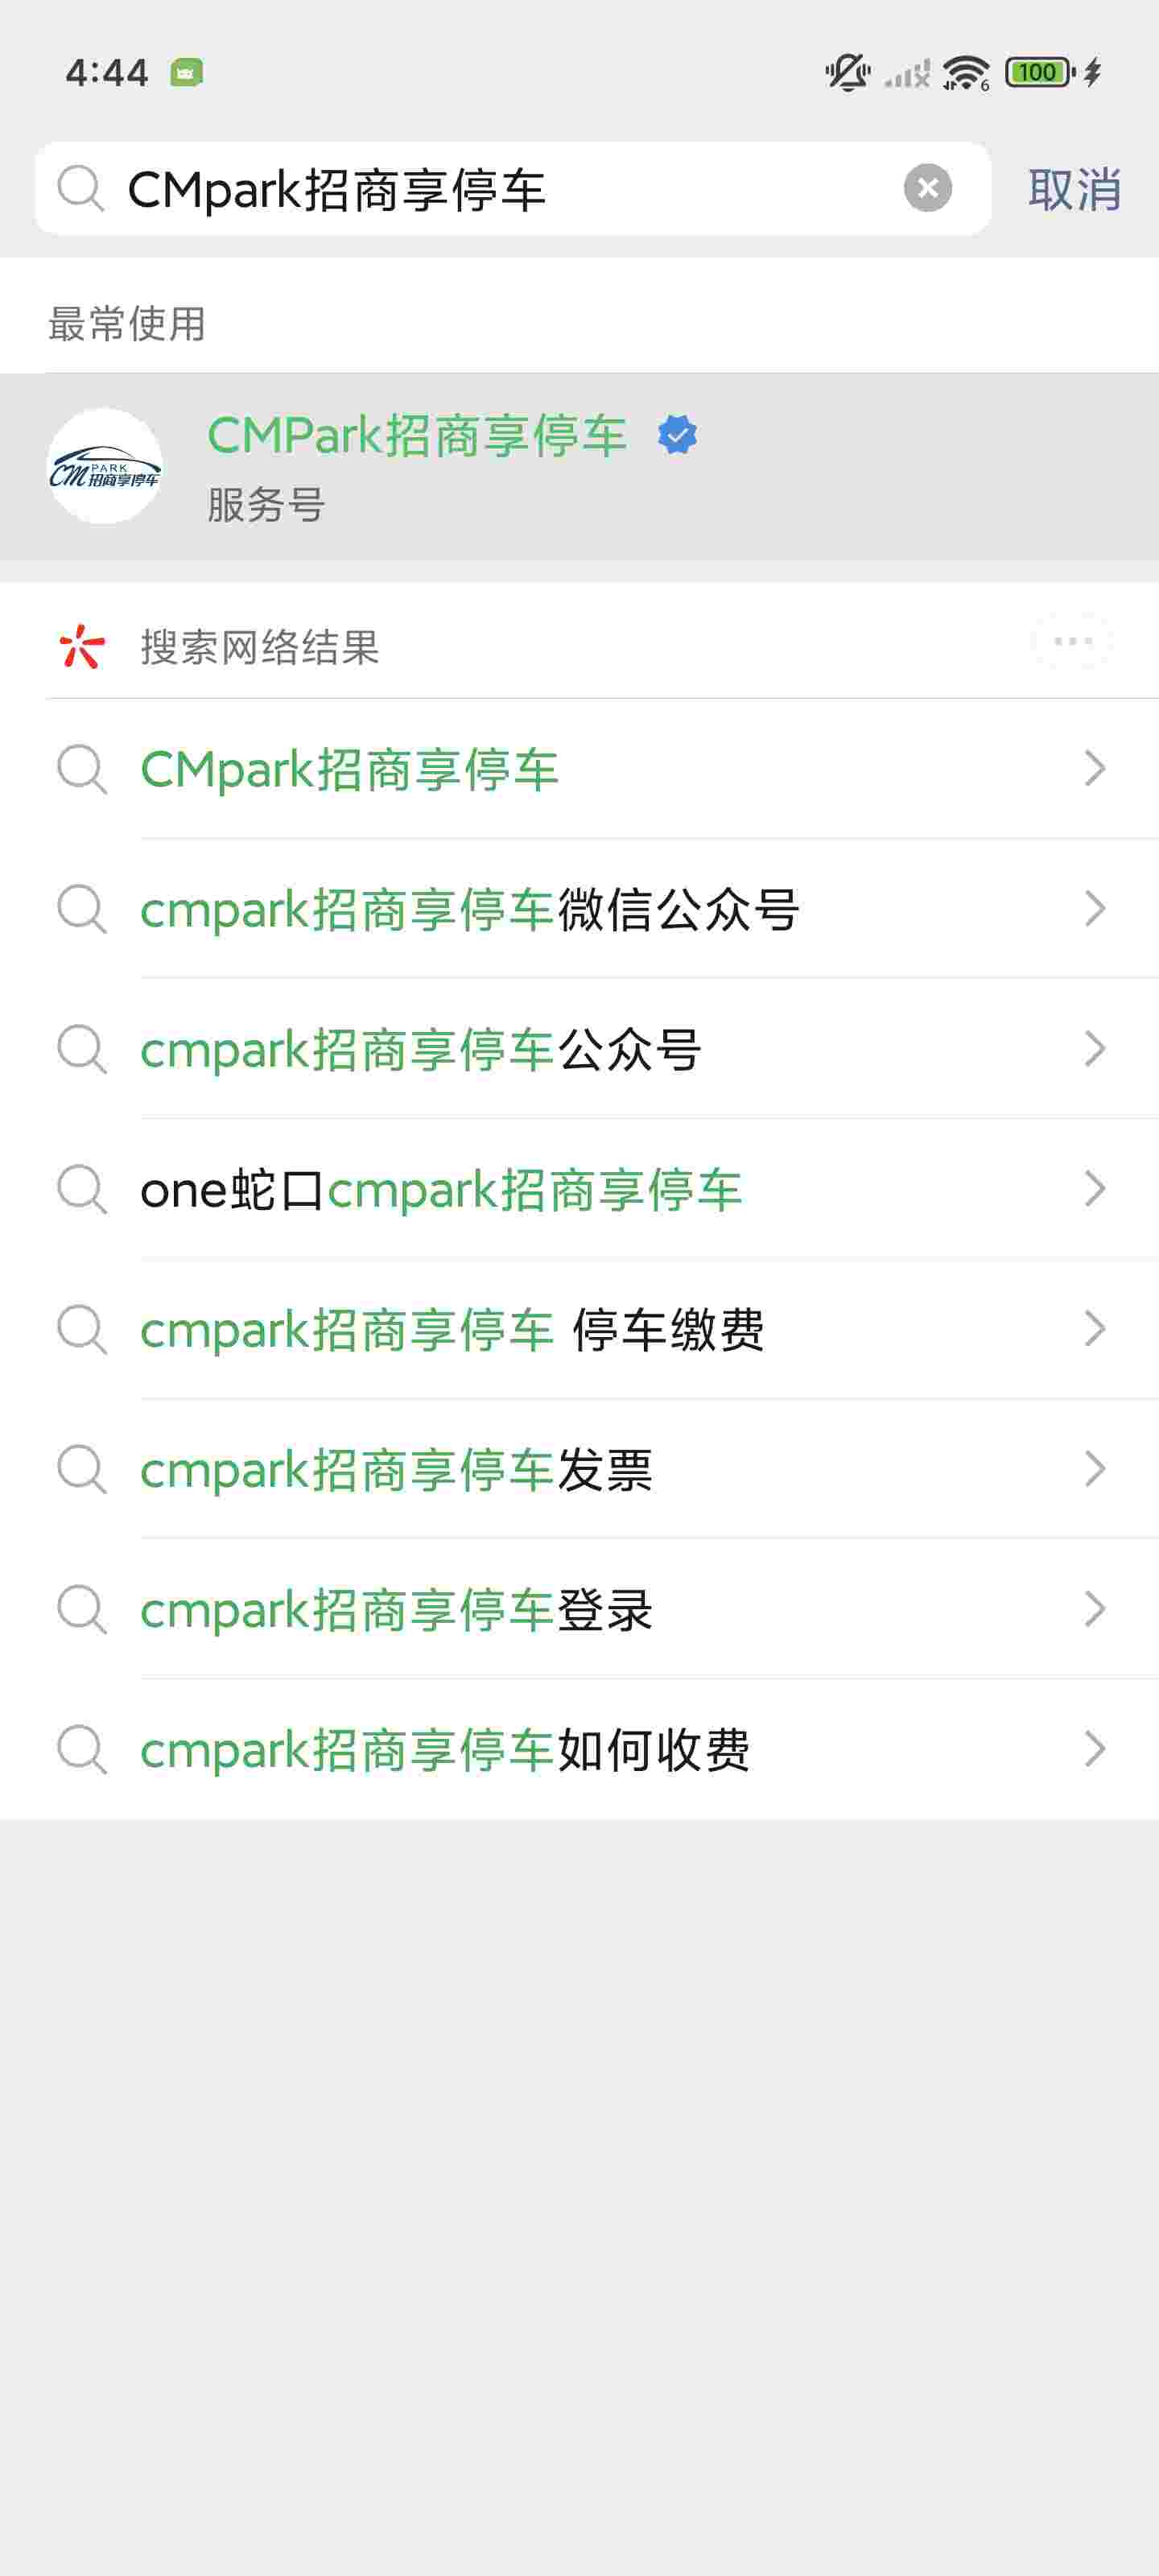 4:44
6
100
CMpark招商享停车
取消
最常使用
CMPark招商享停车
CM PARK
招商享停车
服务号
搜索网络结果
CMpark招商享停车
cmpark招商享停车微信公众号
cmpark招商享停车公众号
one蛇口cmpark招商享停车
cmpark招商享停车 停车缴费
cmpark招商享停车发票
cmpark招商享停车登录
cmpark招商享停车如何收费